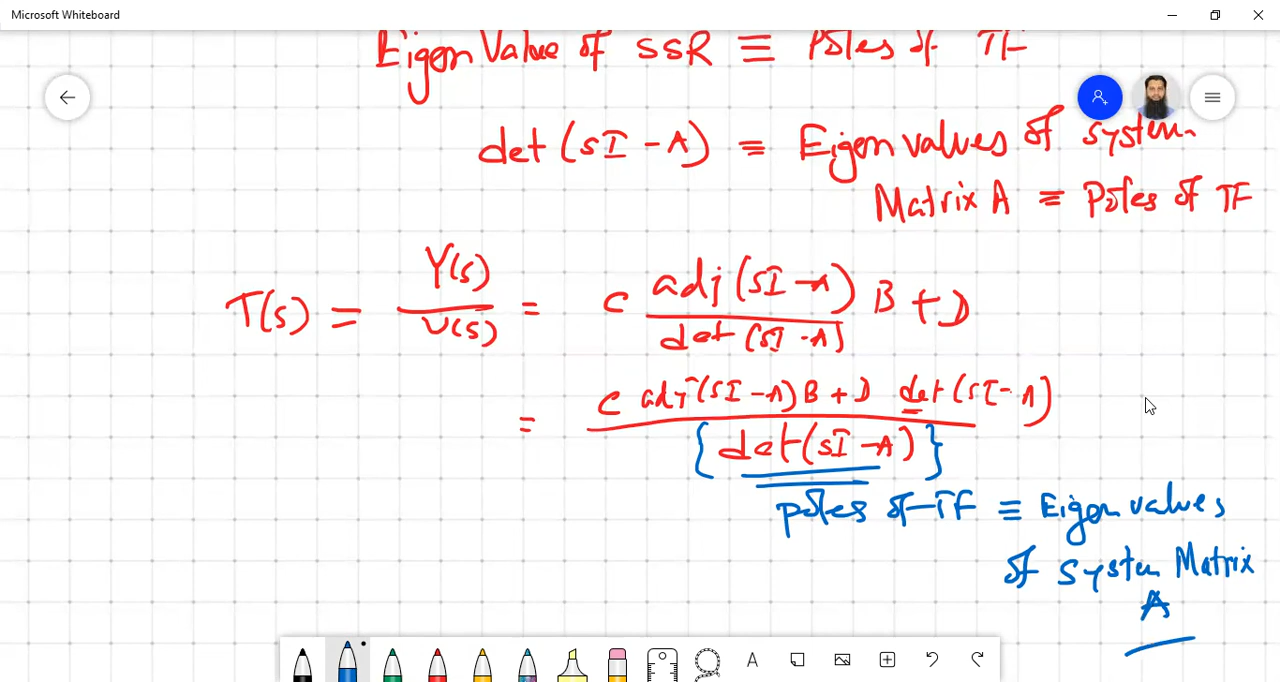 Microsoft Whiteboard
Eigen Value of SSR ≡ Poles of TF
det (SI - A) ≡ Eigen values of system
Matrix A ≡ Poles of TF
T(s) = Y(s) / U(s) = C adj (SI - A) / det (SI - A) B + D
= C adj (SI - A) B + D det (SI - A) / {det (SI - A)}
poles of TF ≡ Eigen values
of System Matrix
A